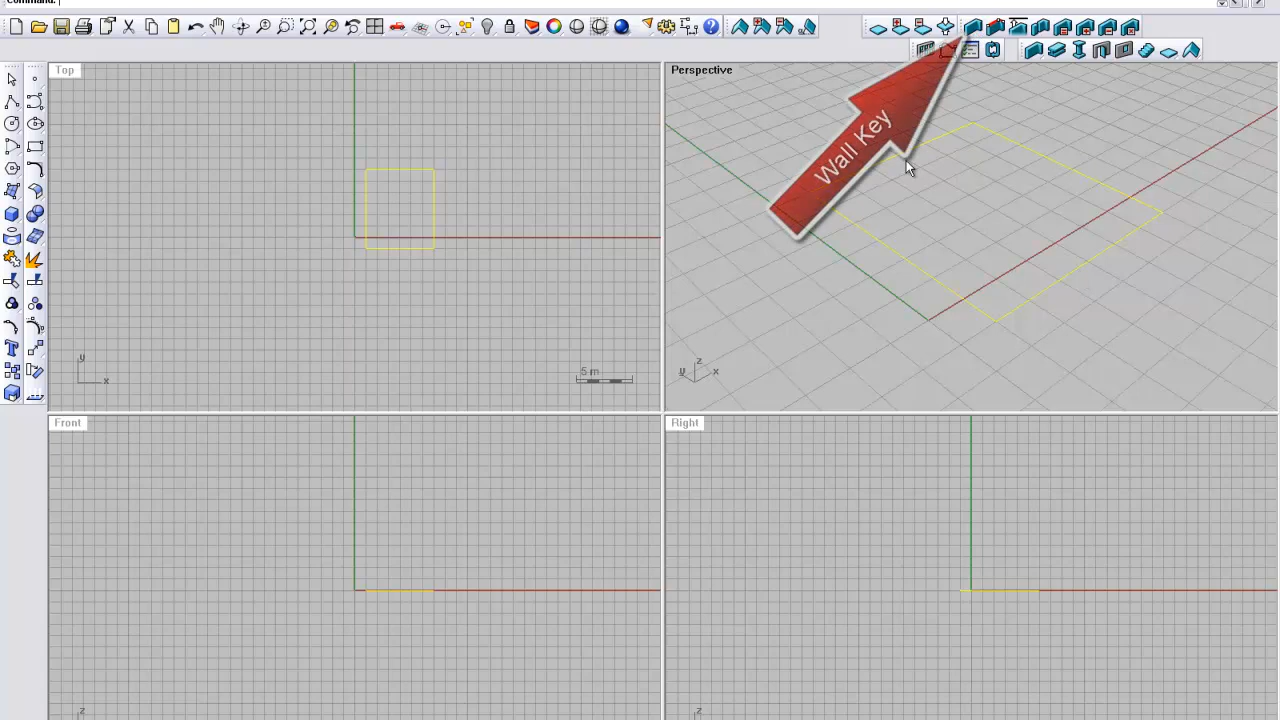 Command:
Top
Perspective
Wall Key
y
x
5 m
z
y
x
Front
Right
z
z